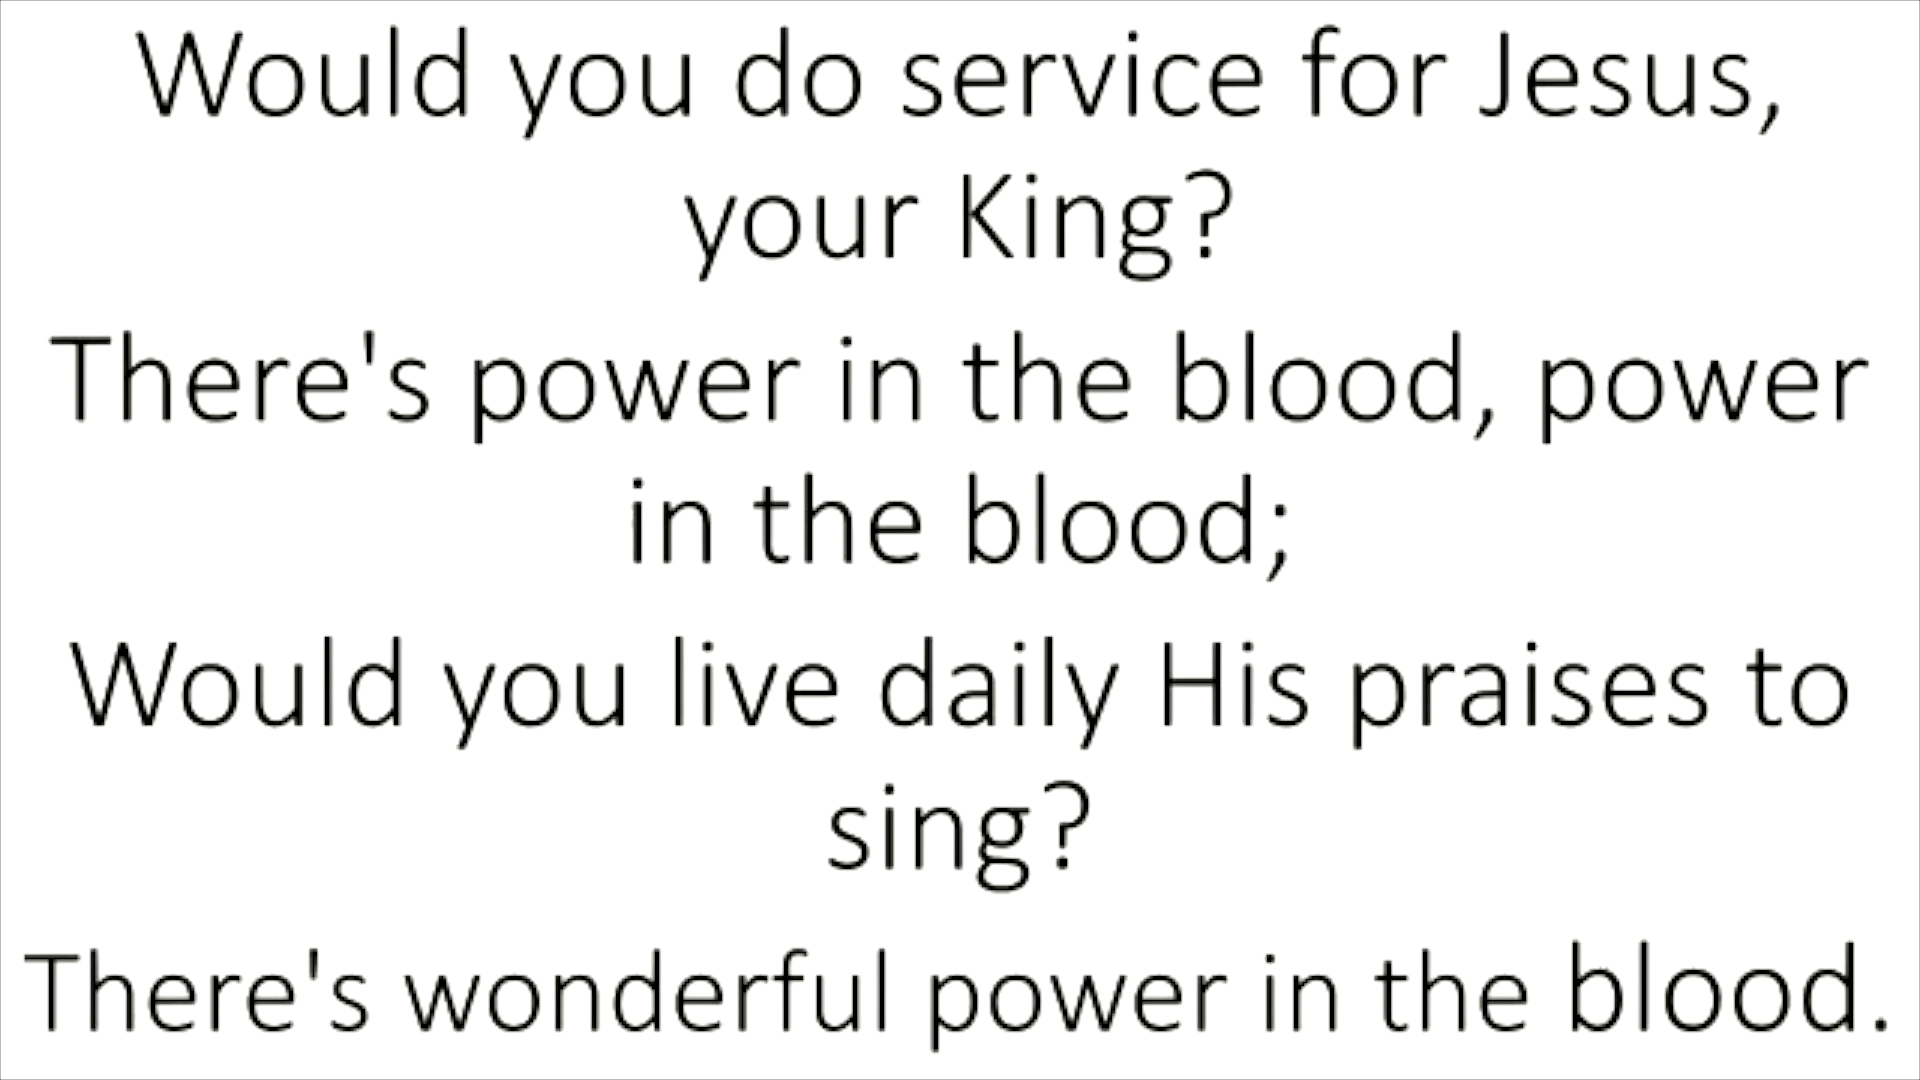 Would you do service for Jesus,
your King?
There's power in the blood, power
in the blood;
Would you live daily His praises to
sing?
There's wonderful power in the blood.